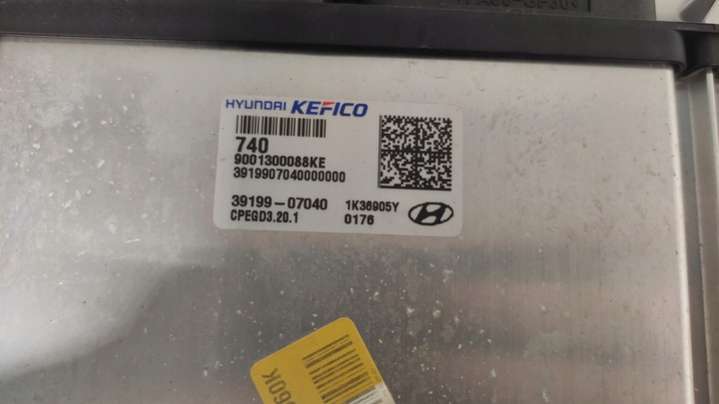 HYUNDAI KEFICO
740
9001300088KE
3919907040000000
39199-07040 1K36905Y
CPEGD3.20.1 0176